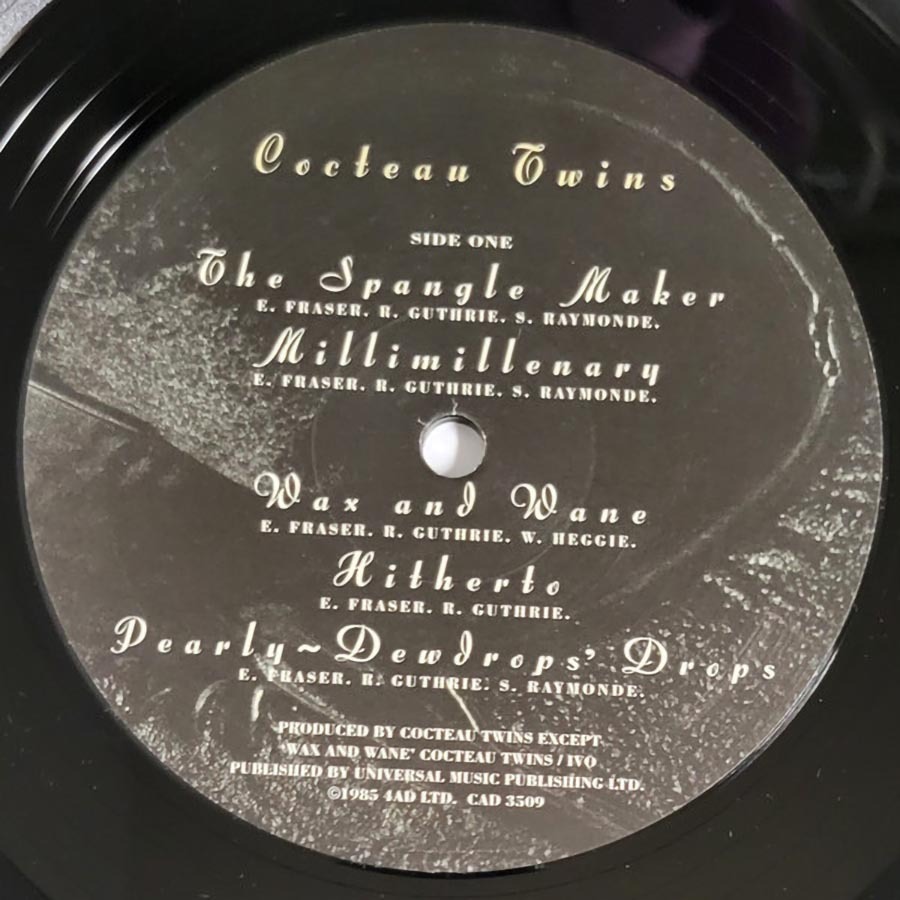 Cocteau Twins
SIDE ONE
The Spangle Maker
E. FRASER. R. GUTHRIE. S. RAYMONDE.
Millimillenary
E. FRASER. R. GUTHRIE. S. RAYMONDE.
Wax and Wane
E. FRASER. R. GUTHRIE. W. HEGGIE.
Hitherto
E. FRASER. R. GUTHRIE.
Pearly~Dewdrops' Drops
E. FRASER. R. GUTHRIE. S. RAYMONDE.
PRODUCED BY COCTEAU TWINS EXCEPT
'WAX AND WANE' COCTEAU TWINS / IVO
PUBLISHED BY UNIVERSAL MUSIC PUBLISHING LTD.
©1985 4AD LTD. CAD 3509